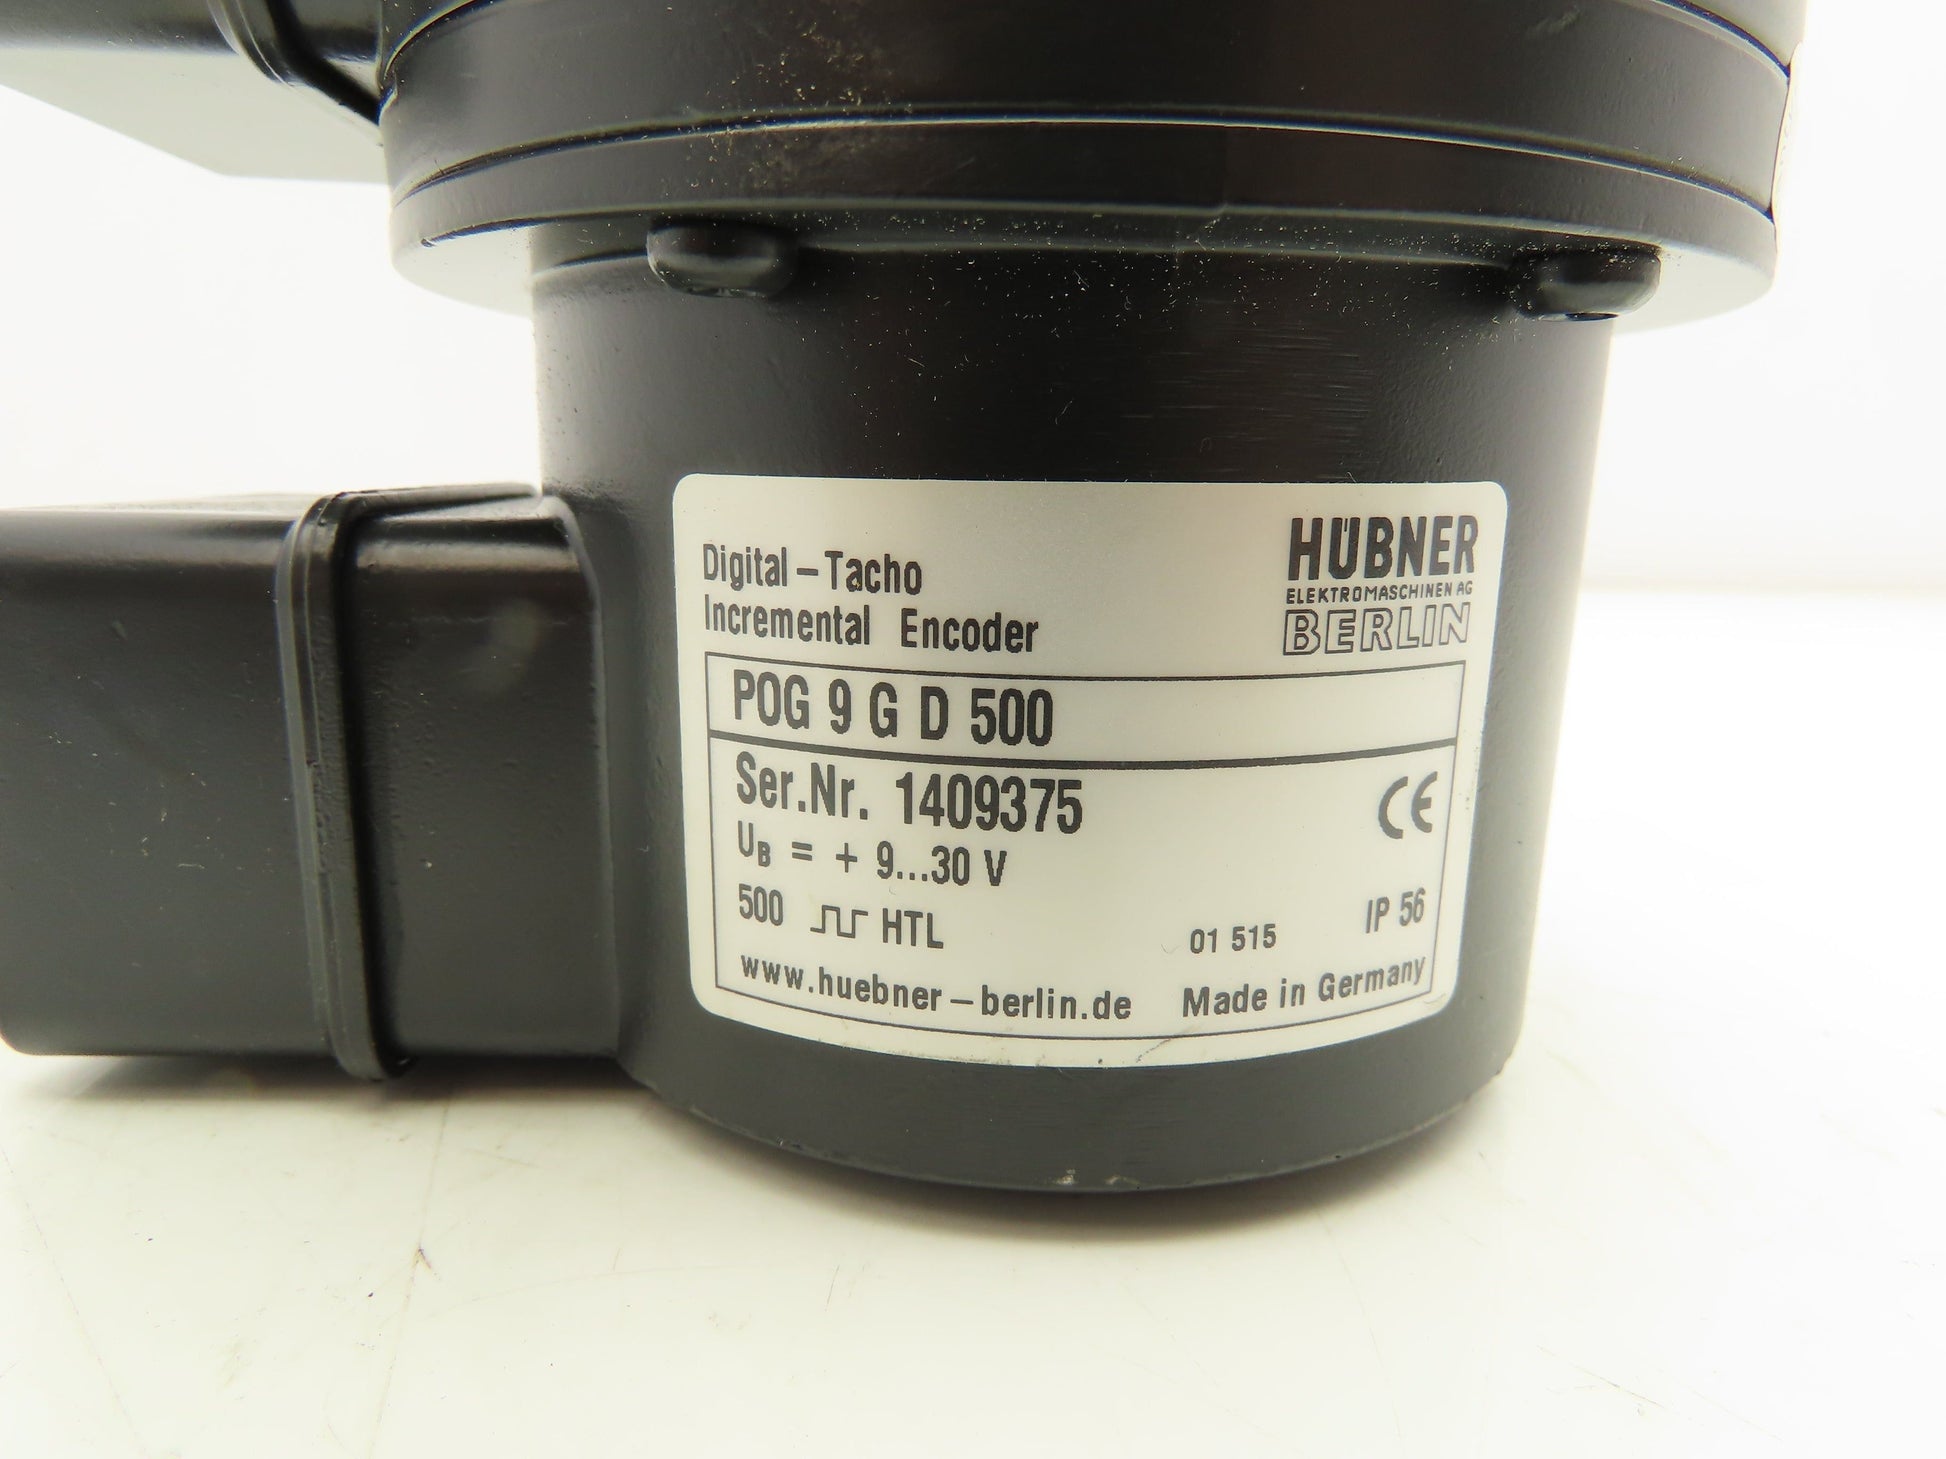 Digital – Tacho
Incremental Encoder
HÜBNER
ELEKTROMASCHINEN AG
BERLIN
POG 9 G D 500
Ser.Nr. 1409375
CE
UB = + 9...30 V
500 HTL
01 515
IP 56
www.huebner – berlin.de
Made in Germany